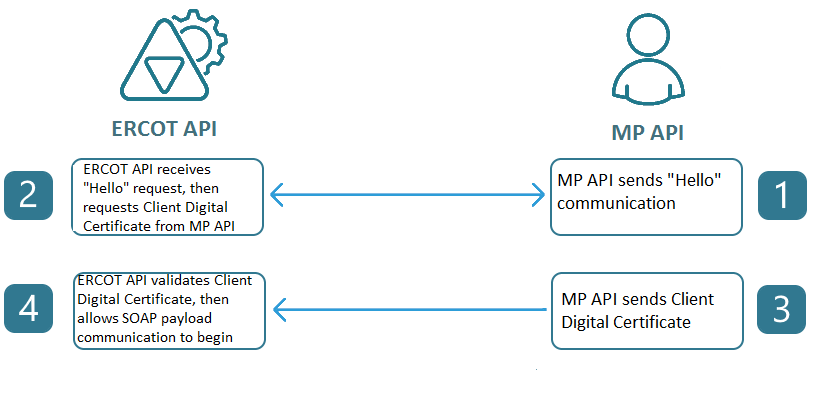 ERCOT API
MP API
2
ERCOT API receives
"Hello" request, then
requests Client Digital
Certificate from MP API
MP API sends "Hello"
communication
1
4
ERCOT API validates Client
Digital Certificate, then
allows SOAP payload
communication to begin
MP API sends Client
Digital Certificate
3